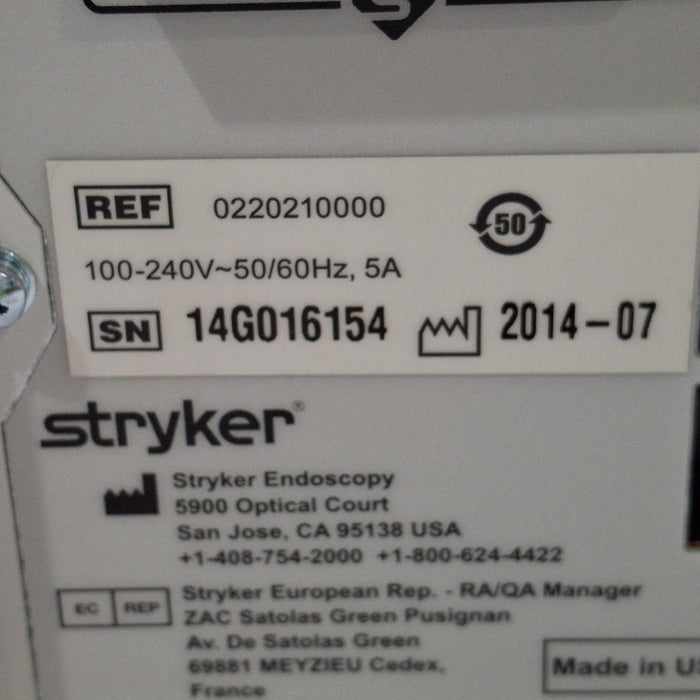 S
REF 0220210000 50
100-240V~50/60Hz, 5A
SN 14G016154 2014-07
stryker®
Stryker Endoscopy
5900 Optical Court
San Jose, CA 95138 USA
+1-408-754-2000 +1-800-624-4422
EC REP Stryker European Rep. - RA/QA Manager
ZAC Satolas Green Pusignan
Av. De Satolas Green
69881 MEYZIEU Cedex,
France
Made in